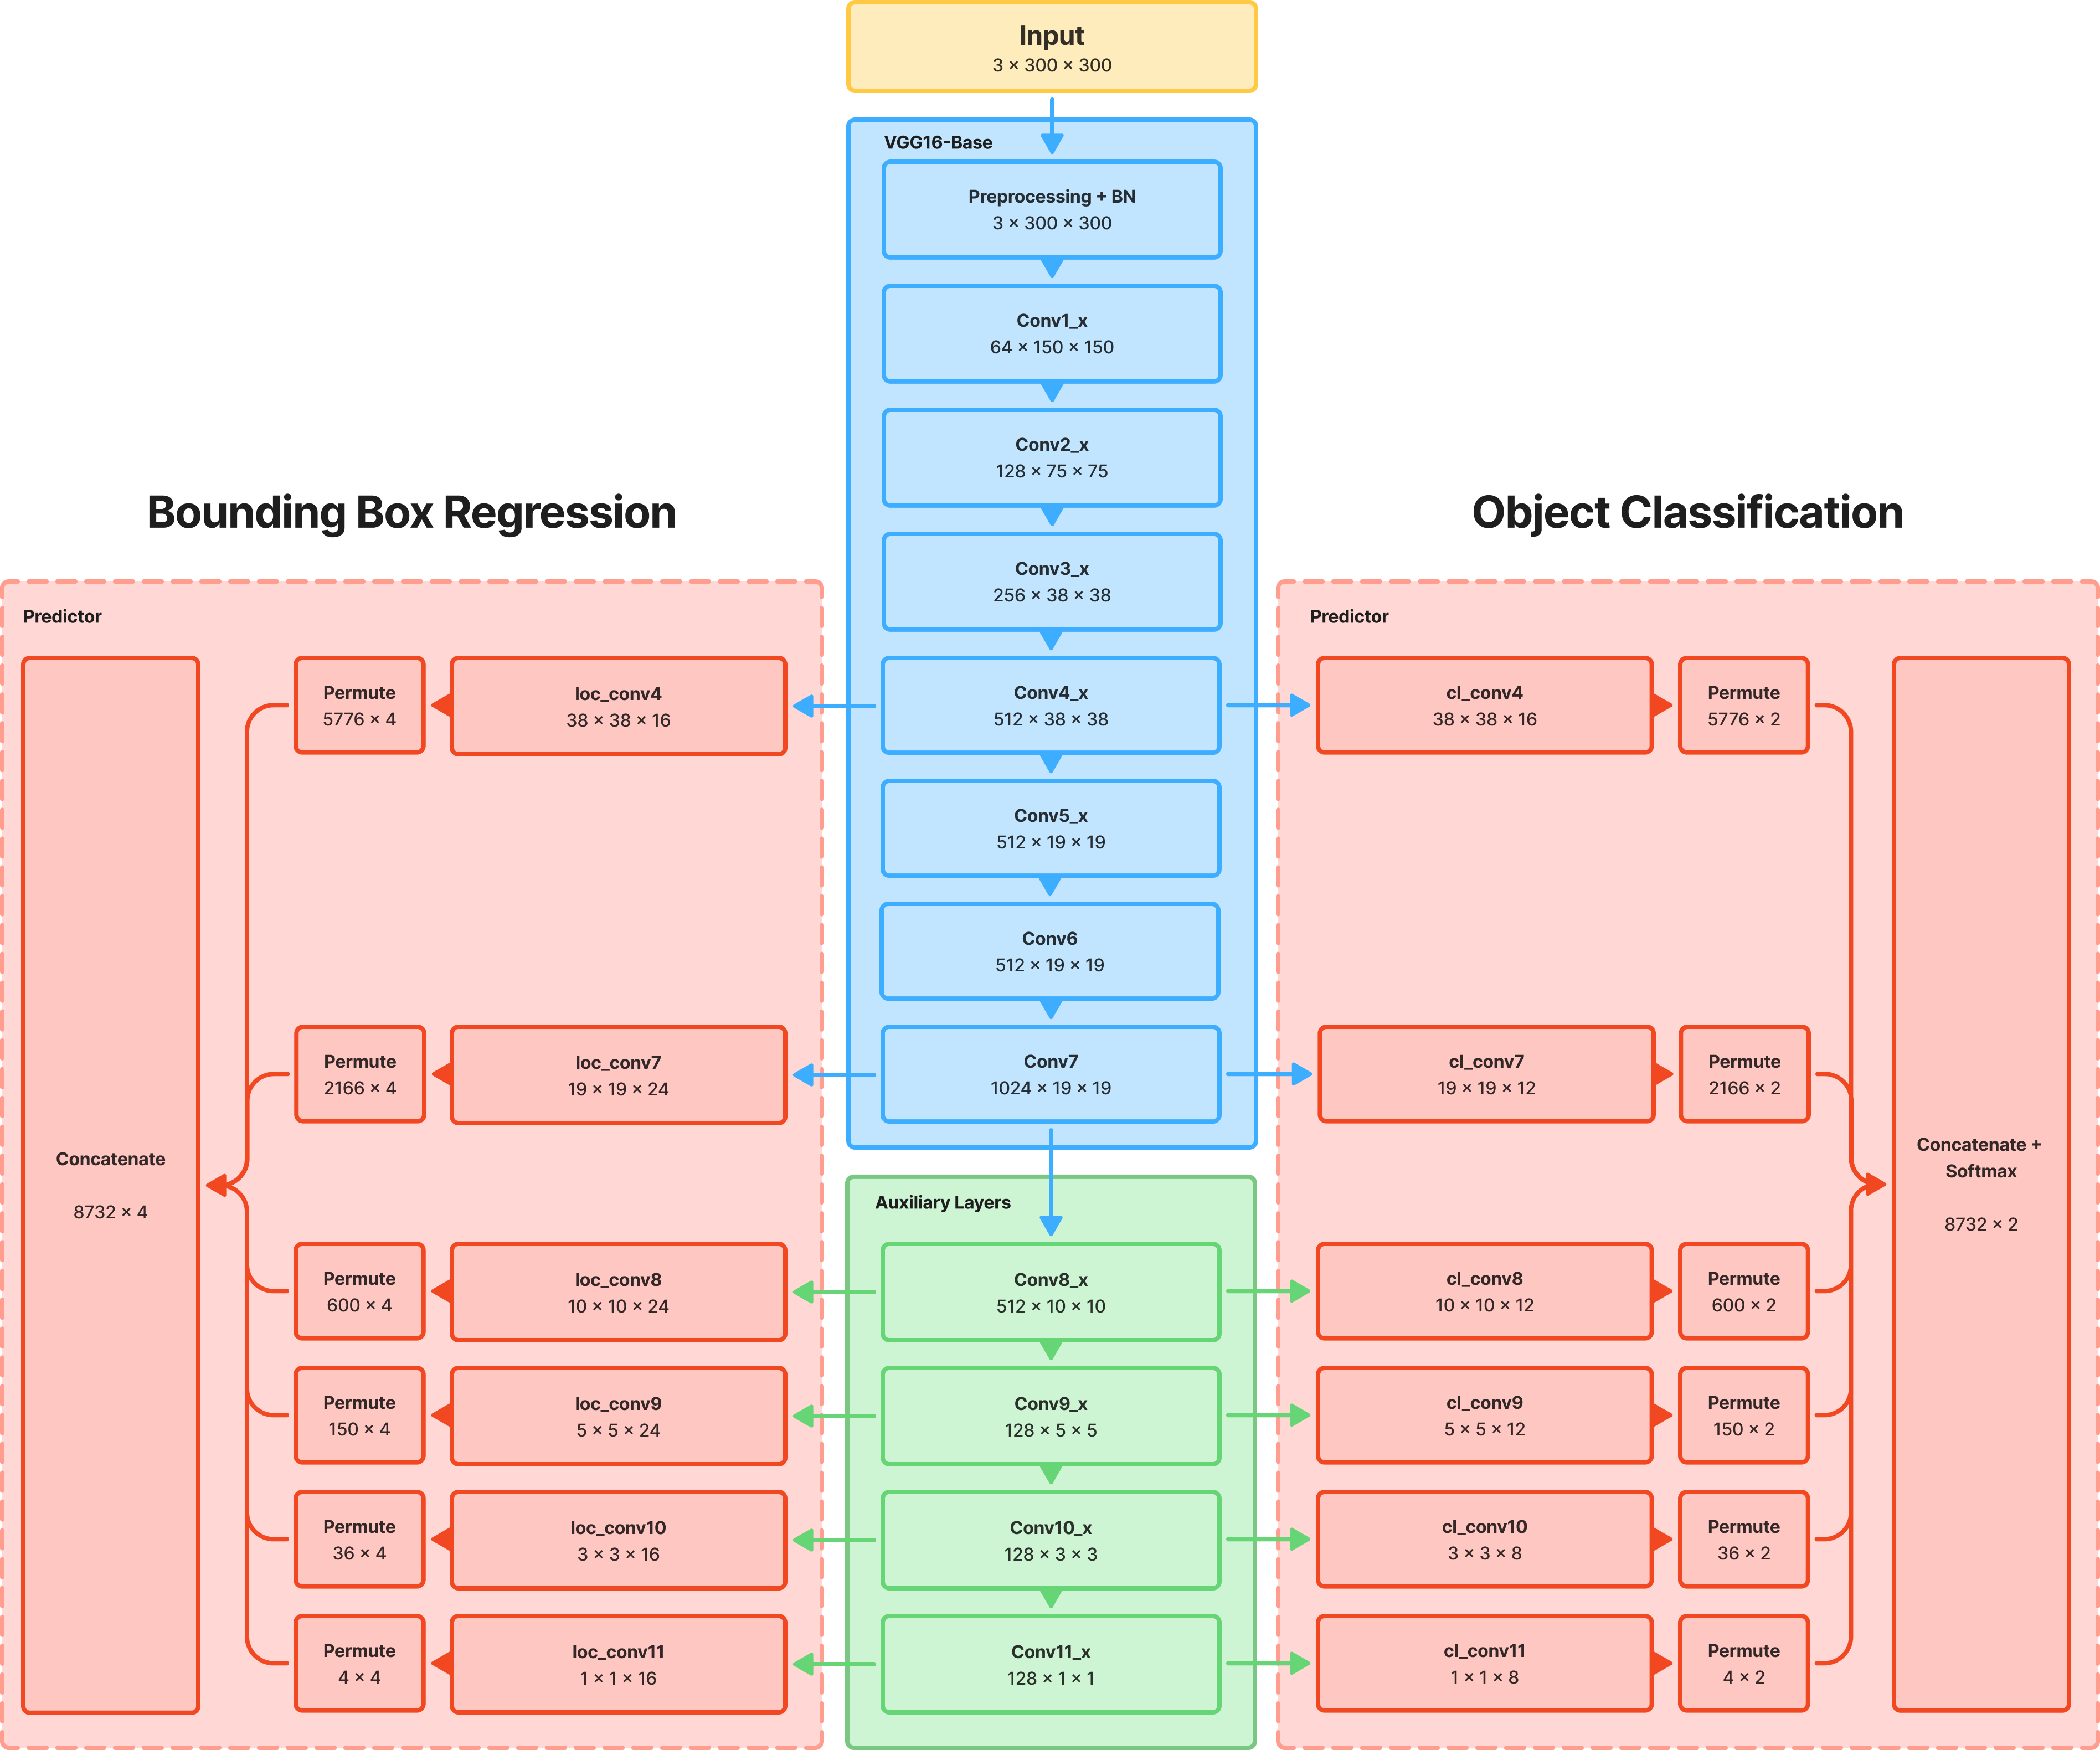 Input
3 × 300 × 300
VGG16-Base
Preprocessing + BN
3 × 300 × 300
Conv1_x
64 × 150 × 150
Conv2_x
128 × 75 × 75
Conv3_x
256 × 38 × 38
Conv4_x
512 × 38 × 38
Conv5_x
512 × 19 × 19
Conv6
512 × 19 × 19
Conv7
1024 × 19 × 19
Auxiliary Layers
Conv8_x
512 × 10 × 10
Conv9_x
128 × 5 × 5
Conv10_x
128 × 3 × 3
Conv11_x
128 × 1 × 1
Bounding Box Regression
Predictor
loc_conv4
38 × 38 × 16
Permute
5776 × 4
loc_conv7
19 × 19 × 24
Permute
2166 × 4
loc_conv8
10 × 10 × 24
Permute
600 × 4
loc_conv9
5 × 5 × 24
Permute
150 × 4
loc_conv10
3 × 3 × 16
Permute
36 × 4
loc_conv11
1 × 1 × 16
Permute
4 × 4
Concatenate
8732 × 4
Object Classification
Predictor
cl_conv4
38 × 38 × 16
Permute
5776 × 2
cl_conv7
19 × 19 × 12
Permute
2166 × 2
cl_conv8
10 × 10 × 12
Permute
600 × 2
cl_conv9
5 × 5 × 12
Permute
150 × 2
cl_conv10
3 × 3 × 8
Permute
36 × 2
cl_conv11
1 × 1 × 8
Permute
4 × 2
Concatenate +
Softmax
8732 × 2